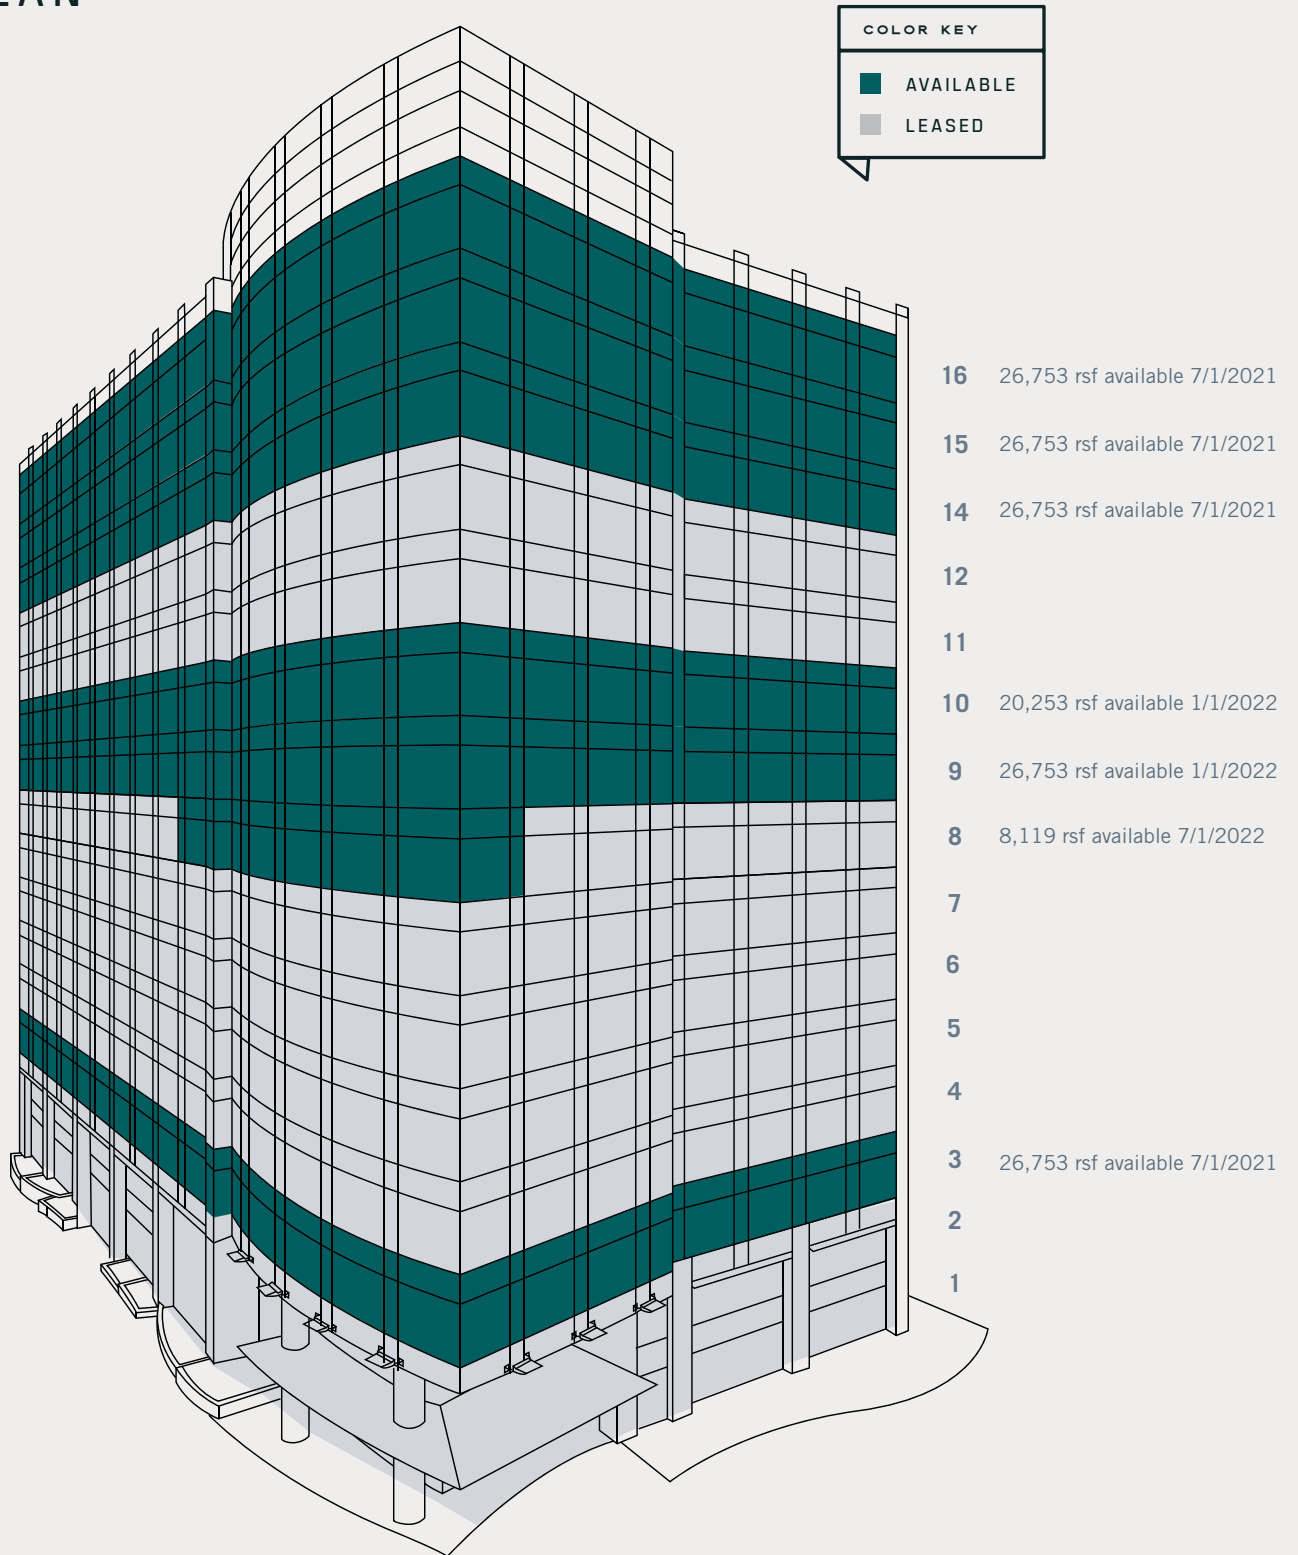 COLOR KEY
AVAILABLE
LEASED
16 26,753 rsf available 7/1/2021
15 26,753 rsf available 7/1/2021
14 26,753 rsf available 7/1/2021
12
11
10 20,253 rsf available 1/1/2022
9 26,753 rsf available 1/1/2022
8 8,119 rsf available 7/1/2022
7
6
5
4
3 26,753 rsf available 7/1/2021
2
1